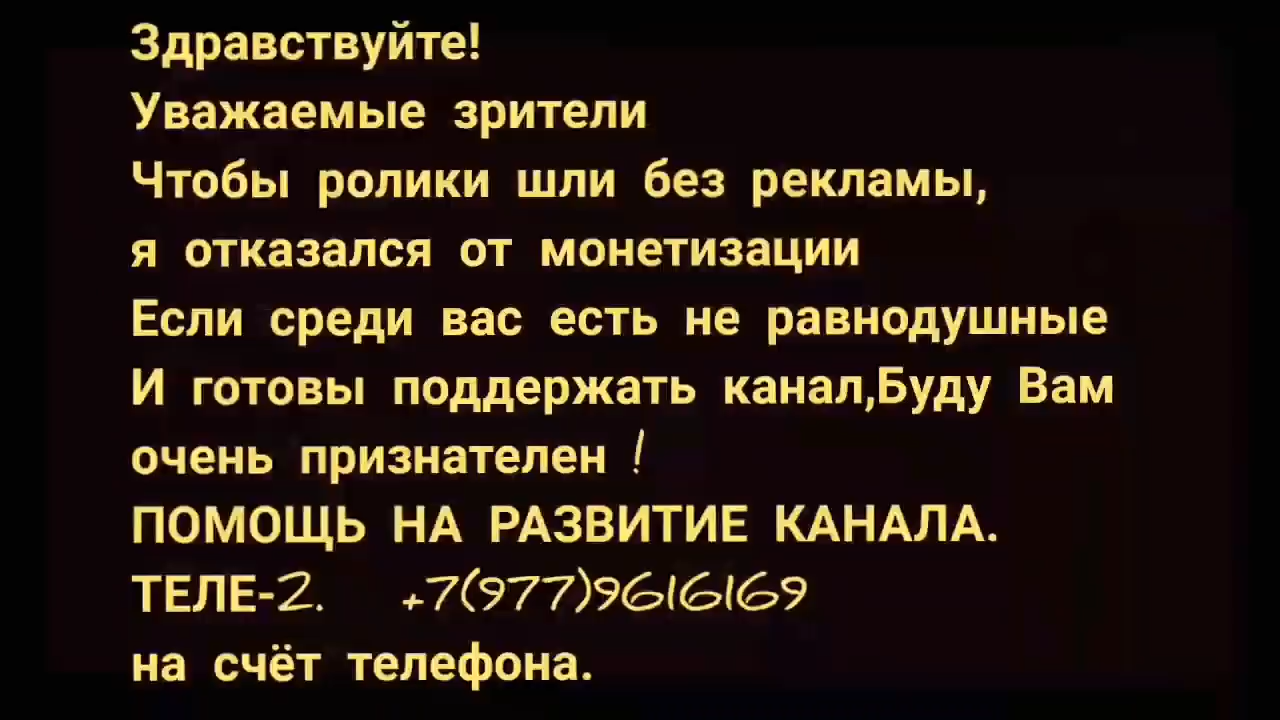 Здравствуйте!
Уважаемые зрители
Чтобы ролики шли без рекламы,
я отказался от монетизации
Если среди вас есть не равнодушные
И готовы поддержать канал,Буду Вам
очень признателен !
ПОМОЩЬ НА РАЗВИТИЕ КАНАЛА.
ТЕЛЕ-2. +7(977)9616169
на счёт телефона.